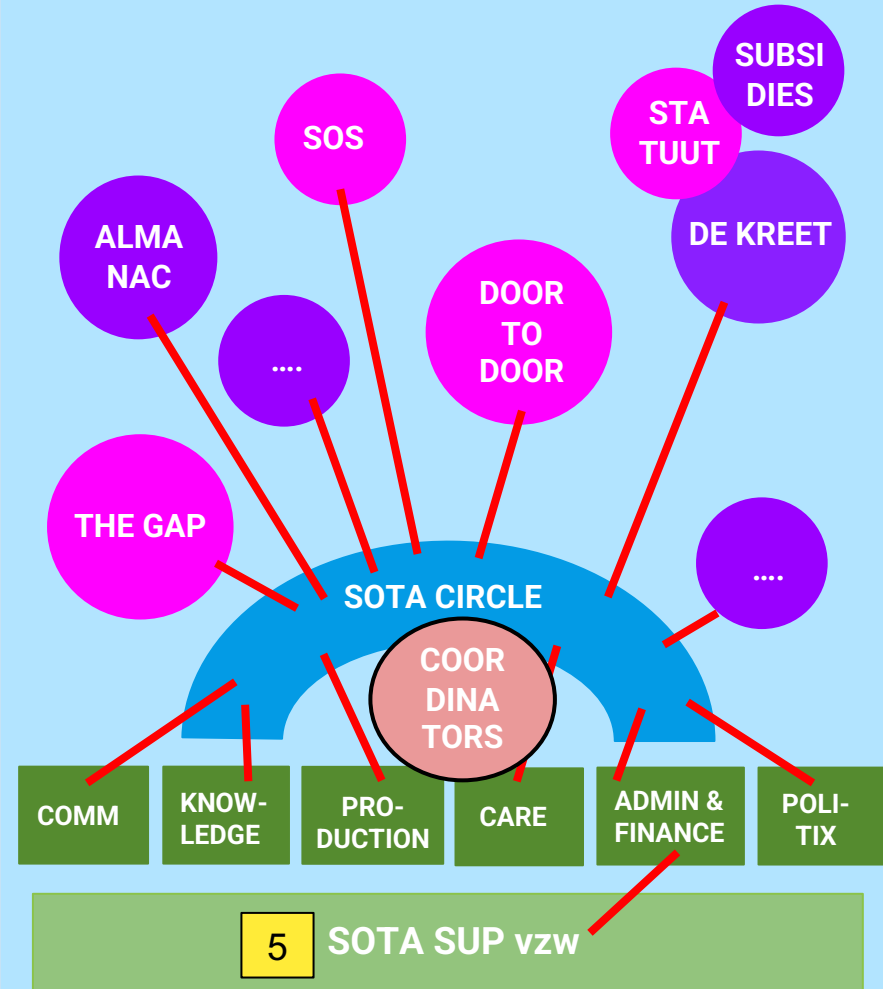 SUBSI
DIES
STA
TUUT
SOS
DE KREET
ALMA
NAC
DOOR
TO
DOOR
....
THE GAP
....
SOTA CIRCLE
COOR
DINA
TORS
COMM
KNOW-
LEDGE
PRO-
DUCTION
CARE
ADMIN &
FINANCE
POLI-
TIX
5 SOTA SUP vzw